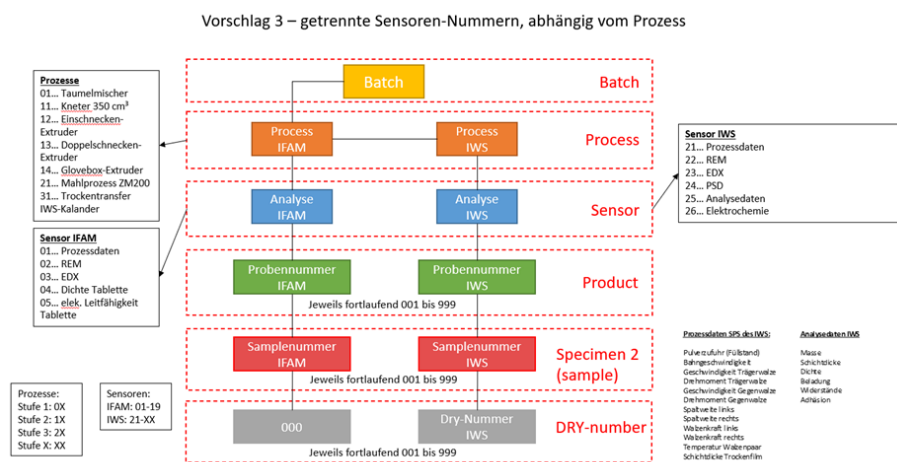 Vorschlag 3 – getrennte Sensoren-Nummern, abhängig vom Prozess
Batch
Batch
Prozesse
01... Taumelmischer
11... Kneter 350 cm³
12... Einschnecken-
Extruder
13... Doppelschnecken-
Extruder
14... Glovebox-Extruder
21... Mahlprozess ZM200
31... Trockentransfer
IWS-Kalander
Process
IFAM
Process
IWS
Process
Sensor IWS
21... Prozessdaten
22... REM
23... EDX
24... PSD
25... Analysedaten
26... Elektrochemie
Analyse
IFAM
Analyse
IWS
Sensor
Sensor IFAM
01... Prozessdaten
02... REM
03... EDX
04... Dichte Tablette
05... elek. Leitfähigkeit
Tablette
Probennummer
IFAM
Probennummer
IWS
Product
Jeweils fortlaufend 001 bis 999
Samplenummer
IFAM
Samplenummer
IWS
Specimen 2
(sample)
Jeweils fortlaufend 001 bis 999
Prozessdaten SPS des IWS:
Pulverzufuhr (Füllstand)
Bahngeschwindigkeit
Geschwindigkeit Trägerwalze
Drehmoment Trägerwalze
Geschwindigkeit Gegenwalze
Drehmoment Gegenwalze
Spaltweite links
Spaltweite rechts
Walzenkraft links
Walzenkraft rechts
Temperatur Walzenpaar
Schichtdicke Trockenfilm
Analysedaten IWS
Masse
Schichtdicke
Dichte
Beladung
Widerstände
Adhäsion
Prozesse:
Stufe 1: 0X
Stufe 2: 1X
Stufe 3: 2X
Stufe X: XX
Sensoren:
IFAM: 01-19
IWS: 21-XX
000
Dry-Nummer
IWS
DRY-number
Jeweils fortlaufend 001 bis 999